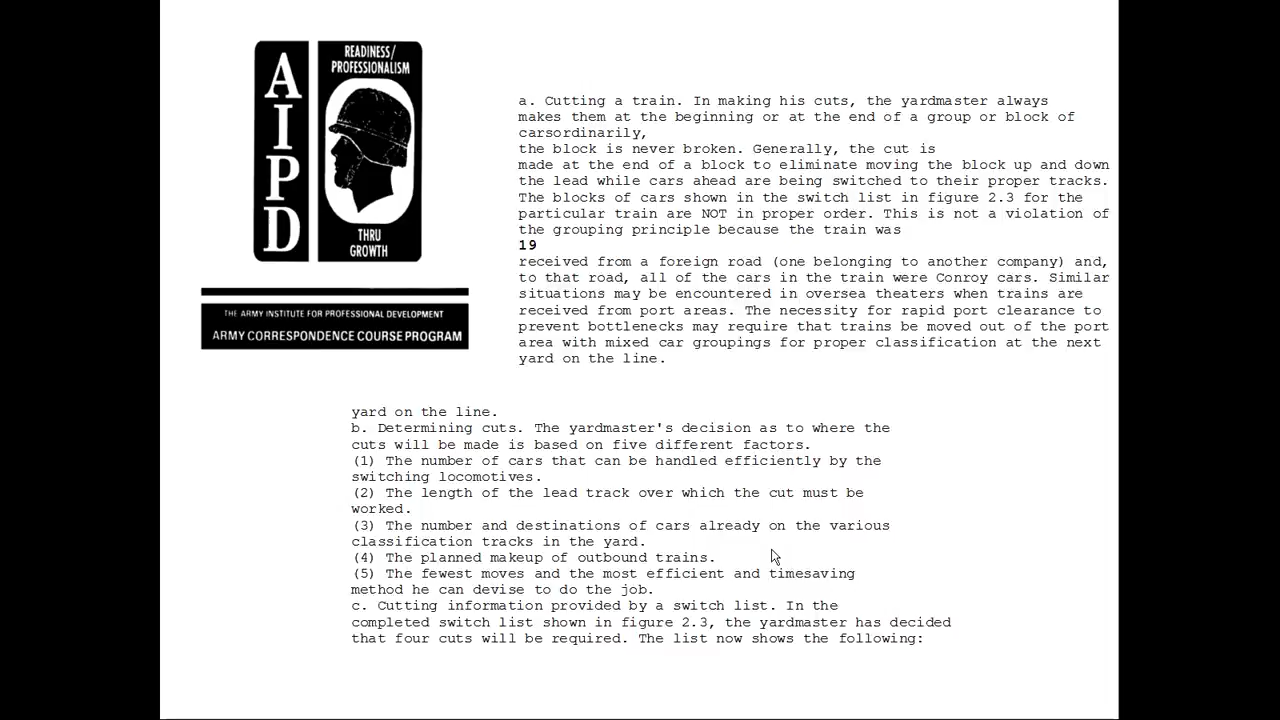 A
I
P
D
READINESS/
PROFESSIONALISM
THRU
GROWTH
THE ARMY INSTITUTE FOR PROFESSIONAL DEVELOPMENT
ARMY CORRESPONDENCE COURSE PROGRAM
a. Cutting a train. In making his cuts, the yardmaster always
makes them at the beginning or at the end of a group or block of
carsordinarily,
the block is never broken. Generally, the cut is
made at the end of a block to eliminate moving the block up and down
the lead while cars ahead are being switched to their proper tracks.
The blocks of cars shown in the switch list in figure 2.3 for the
particular train are NOT in proper order. This is not a violation of
the grouping principle because the train was
19
received from a foreign road (one belonging to another company) and,
to that road, all of the cars in the train were Conroy cars. Similar
situations may be encountered in oversea theaters when trains are
received from port areas. The necessity for rapid port clearance to
prevent bottlenecks may require that trains be moved out of the port
area with mixed car groupings for proper classification at the next
yard on the line.
yard on the line.
b. Determining cuts. The yardmaster's decision as to where the
cuts will be made is based on five different factors.
(1) The number of cars that can be handled efficiently by the
switching locomotives.
(2) The length of the lead track over which the cut must be
worked.
(3) The number and destinations of cars already on the various
classification tracks in the yard.
(4) The planned makeup of outbound trains.
(5) The fewest moves and the most efficient and timesaving
method he can devise to do the job.
c. Cutting information provided by a switch list. In the
completed switch list shown in figure 2.3, the yardmaster has decided
that four cuts will be required. The list now shows the following: